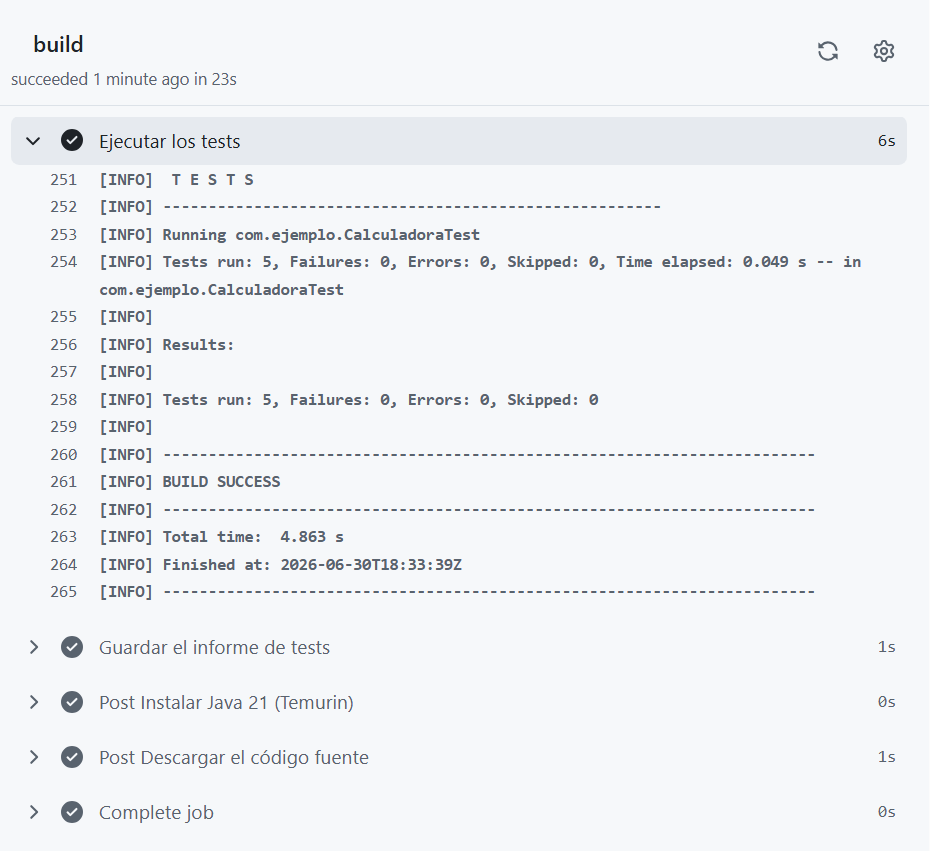 build
succeeded 1 minute ago in 23s
Ejecutar los tests 6s
251 [INFO]  T E S T S
252 [INFO] -------------------------------------------------------
253 [INFO] Running com.ejemplo.CalculadoraTest
254 [INFO] Tests run: 5, Failures: 0, Errors: 0, Skipped: 0, Time elapsed: 0.049 s -- in
com.ejemplo.CalculadoraTest
255 [INFO]
256 [INFO] Results:
257 [INFO]
258 [INFO] Tests run: 5, Failures: 0, Errors: 0, Skipped: 0
259 [INFO]
260 [INFO] ------------------------------------------------------------------------
261 [INFO] BUILD SUCCESS
262 [INFO] ------------------------------------------------------------------------
263 [INFO] Total time:  4.863 s
264 [INFO] Finished at: 2026-06-30T18:33:39Z
265 [INFO] ------------------------------------------------------------------------
Guardar el informe de tests 1s
Post Instalar Java 21 (Temurin) 0s
Post Descargar el código fuente 1s
Complete job 0s